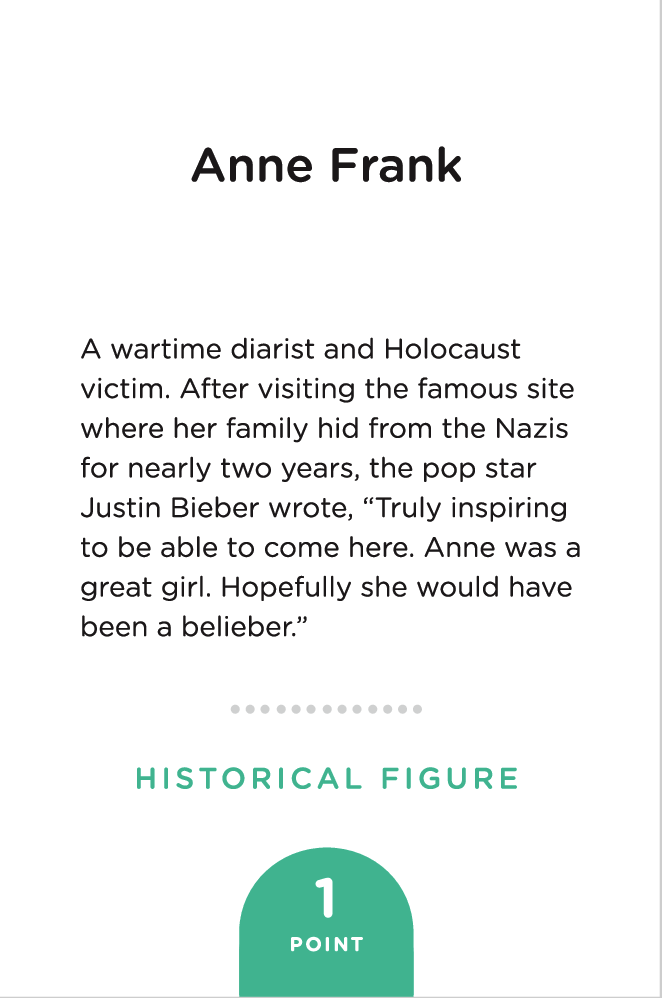 Anne Frank
A wartime diarist and Holocaust
victim. After visiting the famous site
where her family hid from the Nazis
for nearly two years, the pop star
Justin Bieber wrote, “Truly inspiring
to be able to come here. Anne was a
great girl. Hopefully she would have
been a belieber.”
HISTORICAL FIGURE
1
POINT